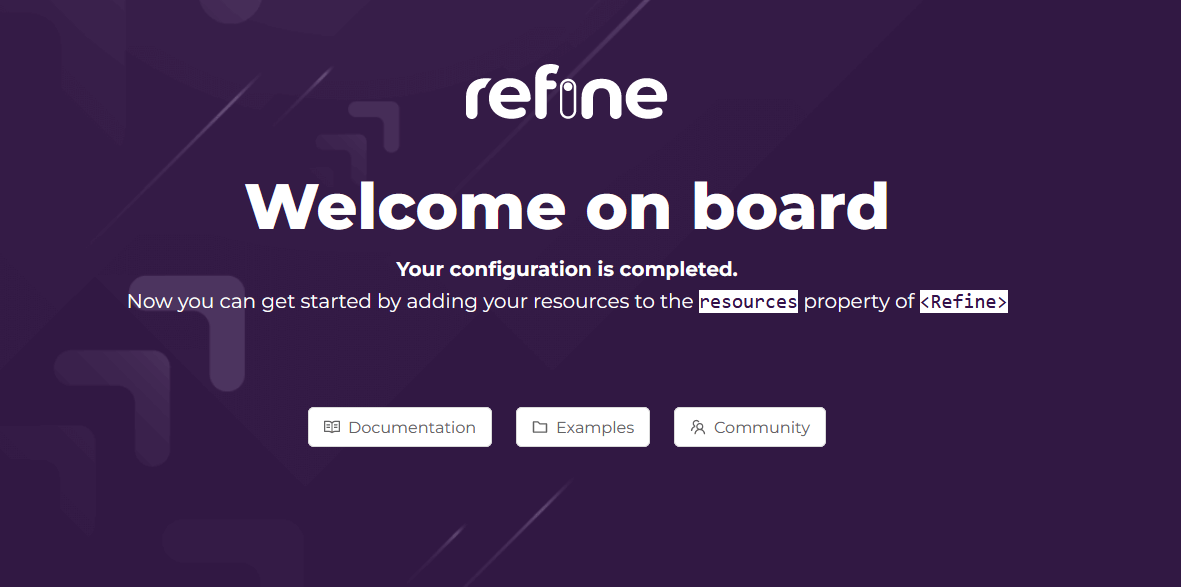 refine
Welcome on board
Your configuration is completed.
Now you can get started by adding your resources to the resources property of <Refine>
Documentation
Examples
Community